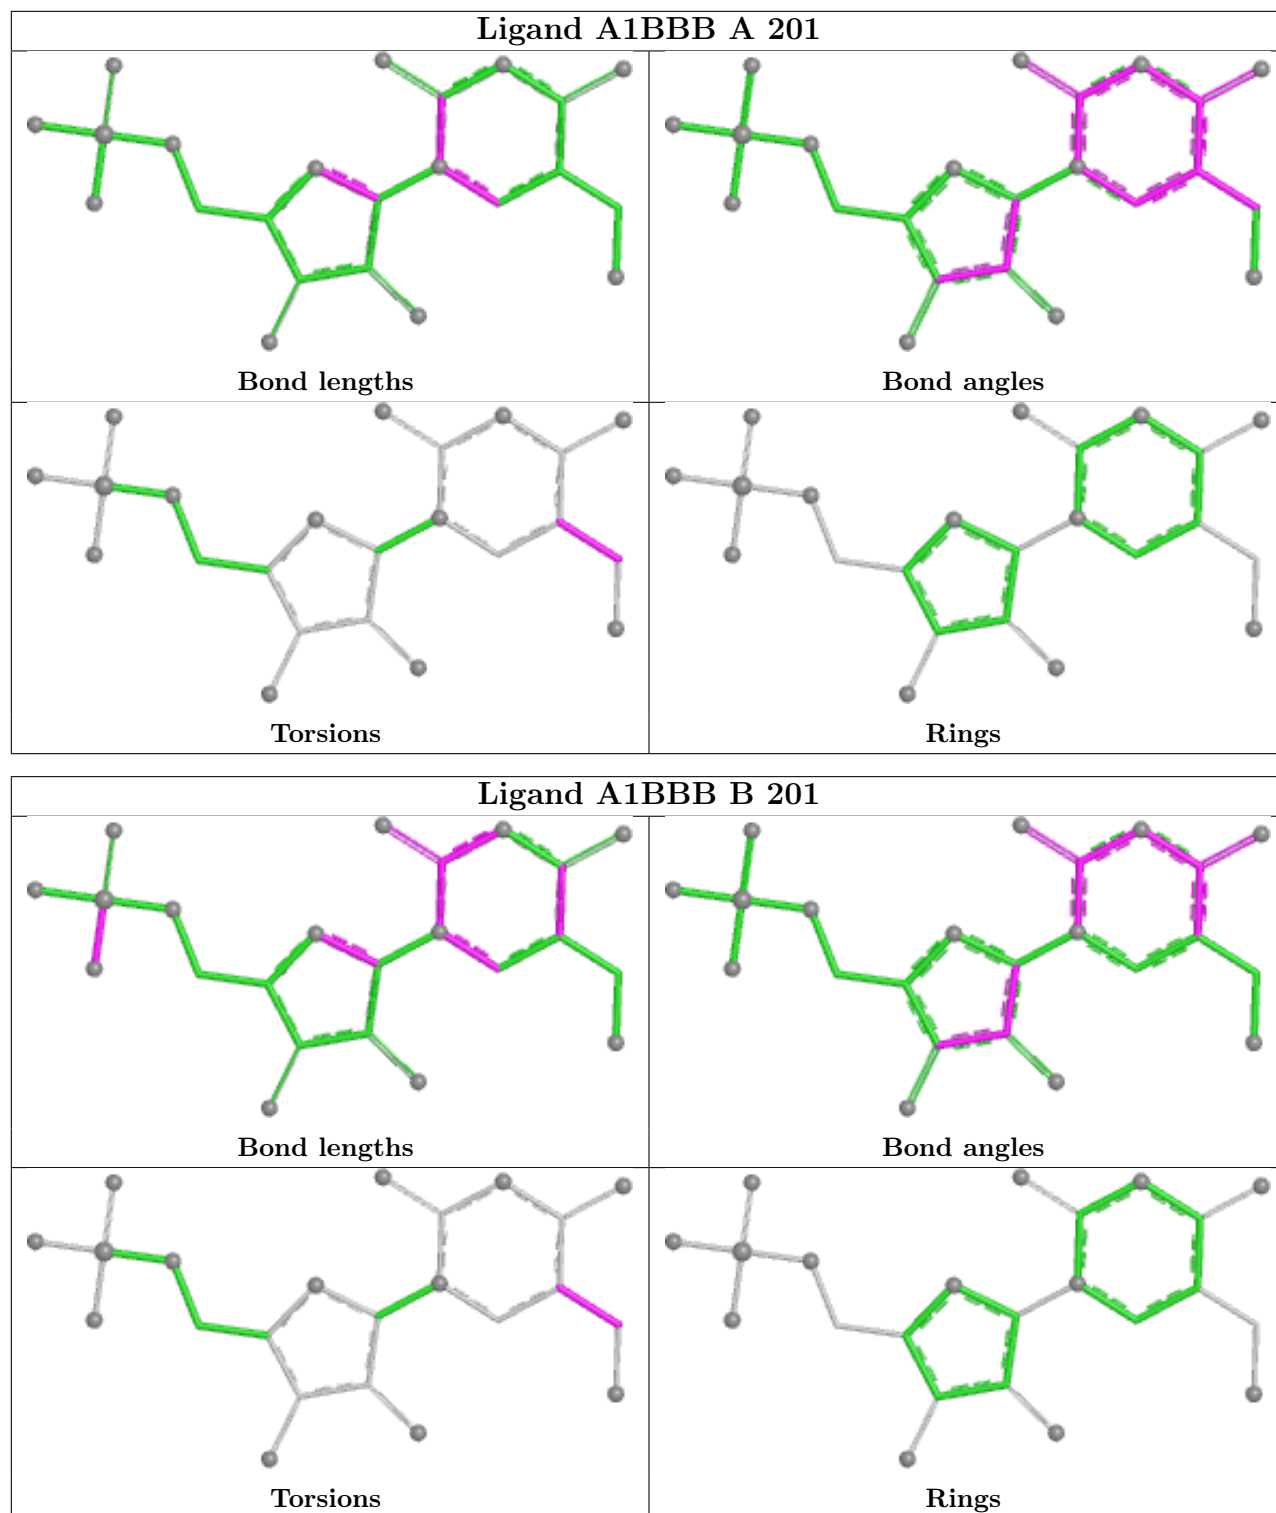 Ligand A1BBB A 201
Bond lengths
Bond angles
Torsions
Rings
Ligand A1BBB B 201
Bond lengths
Bond angles
Torsions
Rings